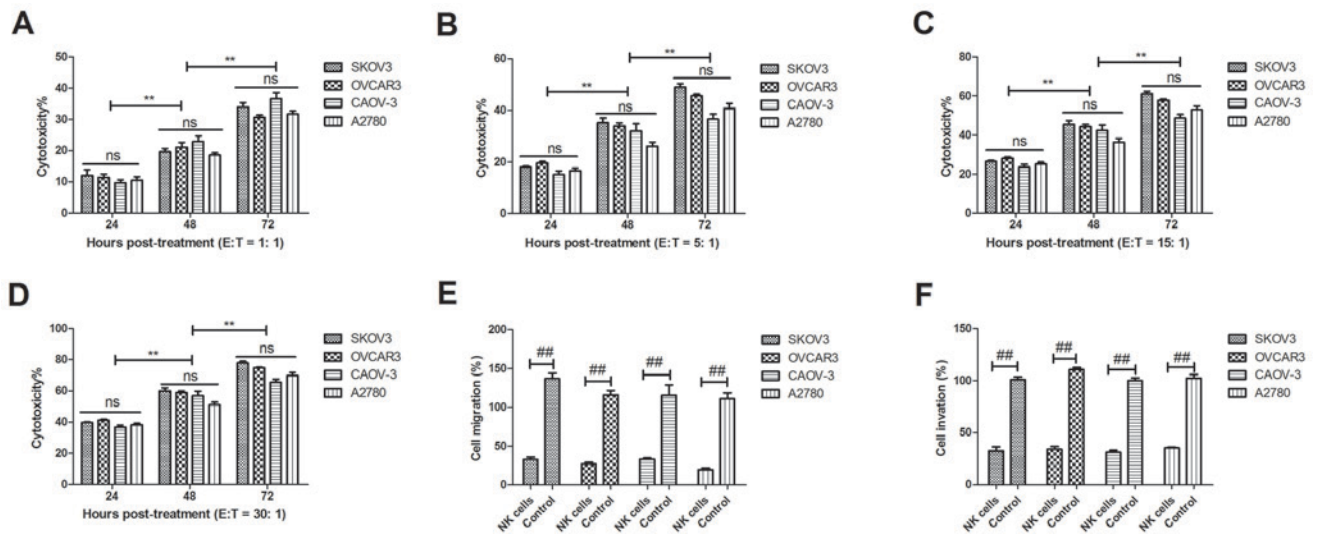 A
50
40
30
20
10
0
Cytotoxicity%
ns
**
ns
**
ns
24
48
72
Hours post-treatment (E:T = 1: 1)
SKOV3
OVCAR3
CAOV-3
A2780
B
60
40
20
0
Cytotoxicity%
ns
**
ns
**
ns
24
48
72
Hours post-treatment (E:T = 5: 1)
SKOV3
OVCAR3
CAOV-3
A2780
C
80
60
40
20
0
Cytotoxicity%
ns
**
ns
**
ns
24
48
72
Hours post-treatment (E:T = 15: 1)
SKOV3
OVCAR3
CAOV-3
A2780
D
100
80
60
40
20
0
Cytotoxicity%
ns
**
ns
**
ns
24
48
72
Hours post-treatment (E:T = 30: 1)
SKOV3
OVCAR3
CAOV-3
A2780
E
200
150
100
50
0
Cell migration (%)
##
##
##
##
NK cells
Control
NK cells
Control
NK cells
Control
NK cells
Control
SKOV3
OVCAR3
CAOV-3
A2780
F
150
100
50
0
Cell invation (%)
##
##
##
##
NK cells
Control
NK cells
Control
NK cells
Control
NK cells
Control
SKOV3
OVCAR3
CAOV-3
A2780